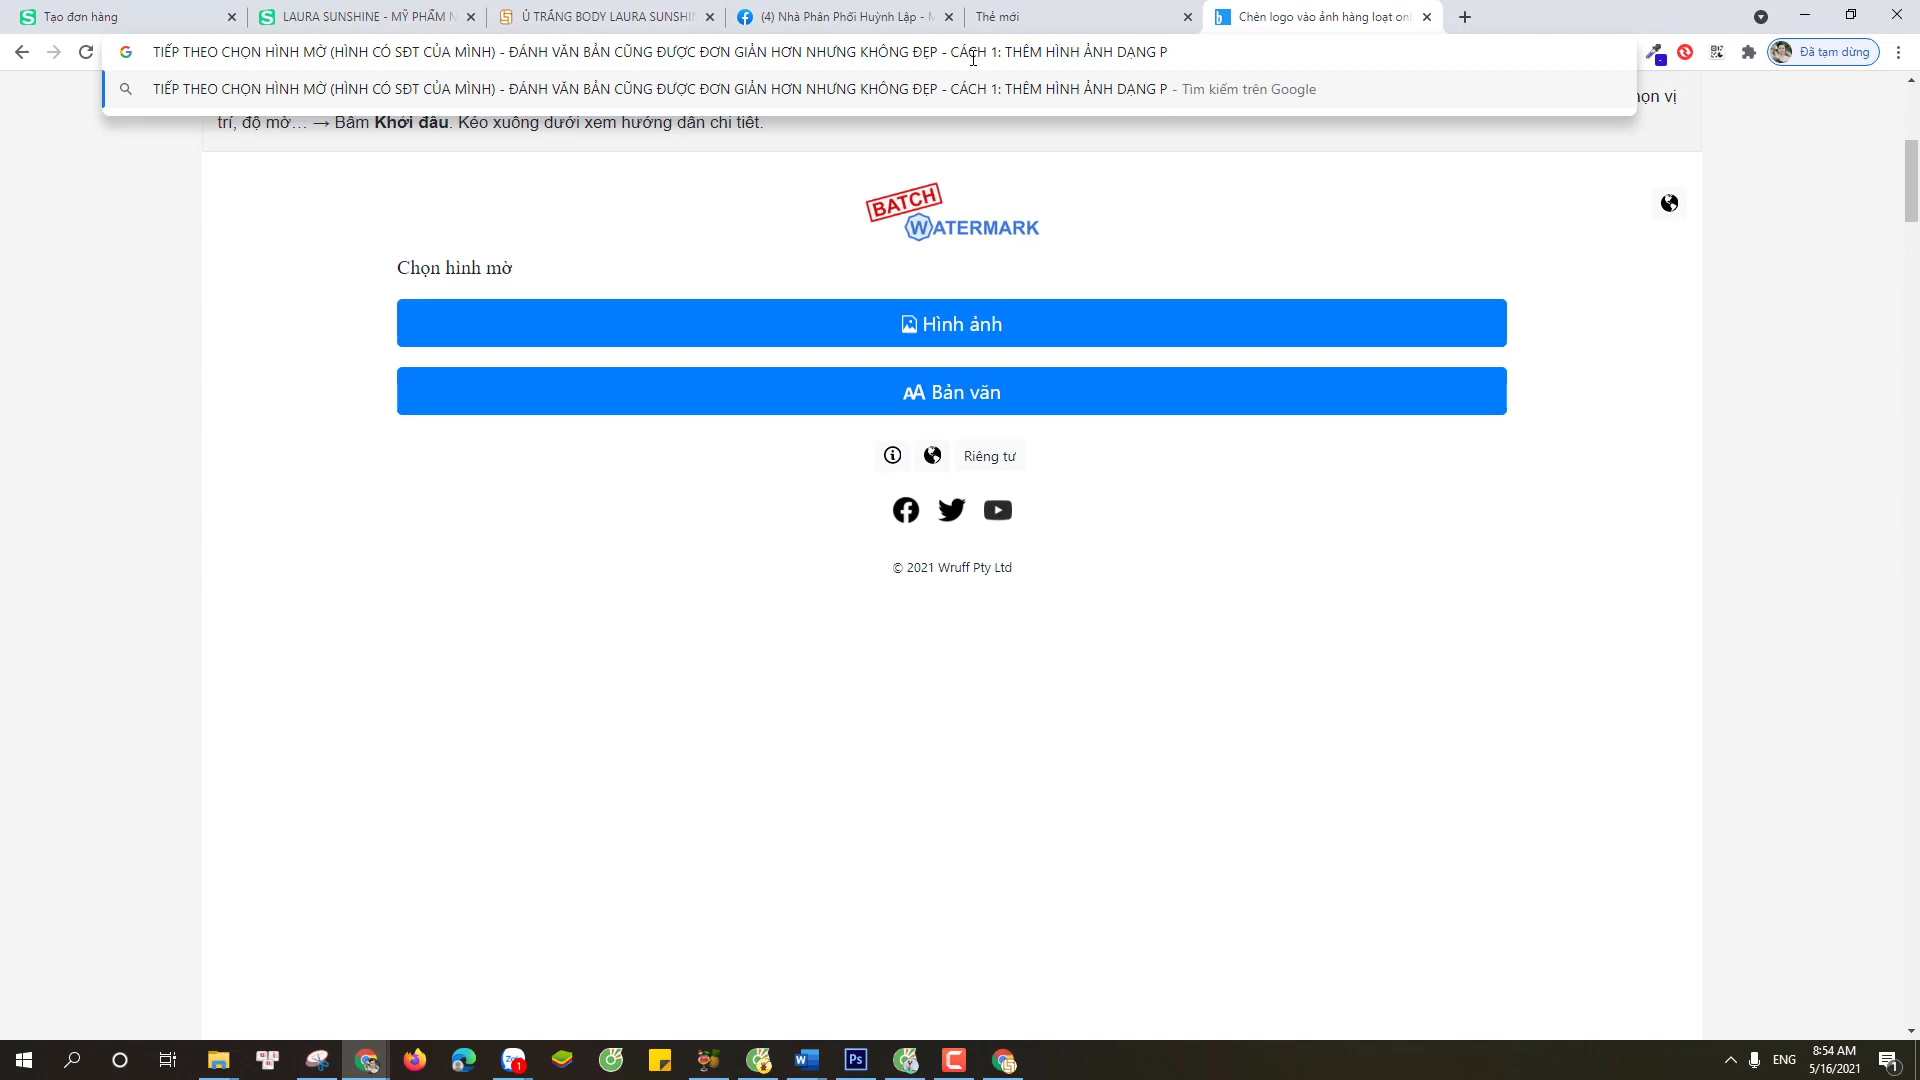 Tạo đơn hàng
LAURA SUNSHINE - MỸ PHẨM N
Ủ TRẮNG BODY LAURA SUNSHIN
(4) Nhà Phân Phối Huỳnh Lập - M
Thẻ mới
Chèn logo vào ảnh hàng loạt onl
TIẾP THEO CHỌN HÌNH MỜ (HÌNH CÓ SĐT CỦA MÌNH) - ĐÁNH VĂN BẢN CŨNG ĐƯỢC ĐƠN GIẢN HƠN NHƯNG KHÔNG ĐẸP - CÁCH 1: THÊM HÌNH ẢNH DẠNG P
Đã tạm dừng
TIẾP THEO CHỌN HÌNH MỜ (HÌNH CÓ SĐT CỦA MÌNH) - ĐÁNH VĂN BẢN CŨNG ĐƯỢC ĐƠN GIẢN HƠN NHƯNG KHÔNG ĐẸP - CÁCH 1: THÊM HÌNH ẢNH DẠNG P - Tìm kiếm trên Google
họn vị
trí, độ mờ… → Bấm Khởi đầu. Kéo xuống dưới xem hướng dẫn chi tiết.
BATCH
WATERMARK
Chọn hình mờ
Hình ảnh
AA Bản văn
Riêng tư
© 2021 Wruff Pty Ltd
ENG
8:54 AM
5/16/2021